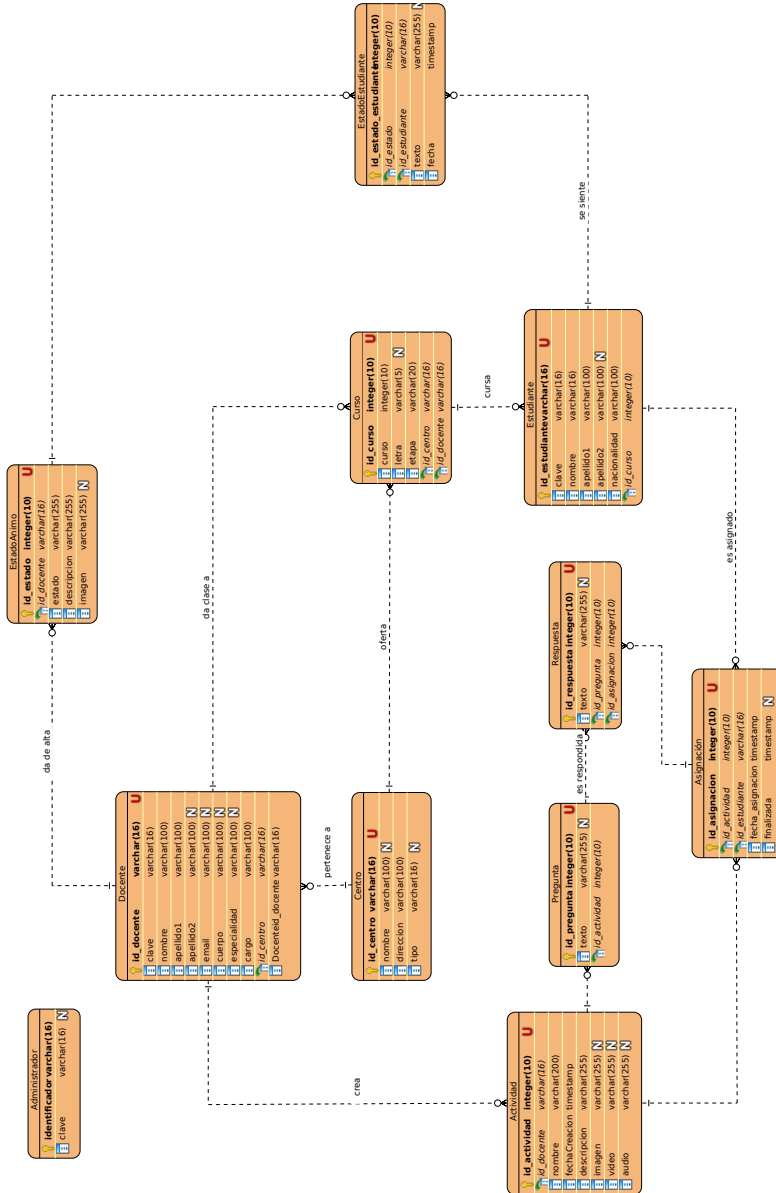 Administrador
identificador varchar(16)
clave varchar(16) N
EstadoAnimo
id_estado integer(10) U
id_docente varchar(16)
estado varchar(255)
descripcion varchar(255)
imagen varchar(255) N
da de alta
Docente
id_docente varchar(16) U
clave varchar(16)
nombre varchar(100)
apellido1 varchar(100)
apellido2 varchar(100) N
email varchar(100) N
cuerpo varchar(100) N
especialidad varchar(100) N
cargo varchar(100)
id_centro varchar(16)
Docenteid_docente varchar(16)
da clase a
pertenece a
crea
Centro
id_centro varchar(16) U
nombre varchar(100) N
direccion varchar(100)
tipo varchar(16) N
oferta
Curso
id_curso integer(10) U
curso integer(10)
letra varchar(5) N
etapa varchar(20)
id_centro varchar(16)
id_docente varchar(16)
EstadoEstudiante
id_estado_estudiante integer(10)
id_estado integer(10)
id_estudiante varchar(16)
texto varchar(255) N
fecha timestamp
cursa
se siente
Actividad
id_actividad integer(10) U
id_docente varchar(16)
nombre varchar(200)
fechaCreacion timestamp
descripcion varchar(255)
imagen varchar(255) N
video varchar(255) N
audio varchar(255) N
Estudiante
id_estudiante varchar(16) U
clave varchar(16)
nombre varchar(16)
apellido1 varchar(100)
apellido2 varchar(100) N
nacionalidad varchar(100)
id_curso integer(10)
Pregunta
id_pregunta integer(10) U
texto varchar(255) N
id_actividad integer(10)
es respondida
Respuesta
id_respuesta integer(10) U
texto varchar(255) N
id_pregunta integer(10)
id_asignacion integer(10)
es asignado
Asignación
id_asignacion integer(10) U
id_actividad integer(10)
id_estudiante varchar(16)
fecha_asignacion timestamp
finalizada timestamp N